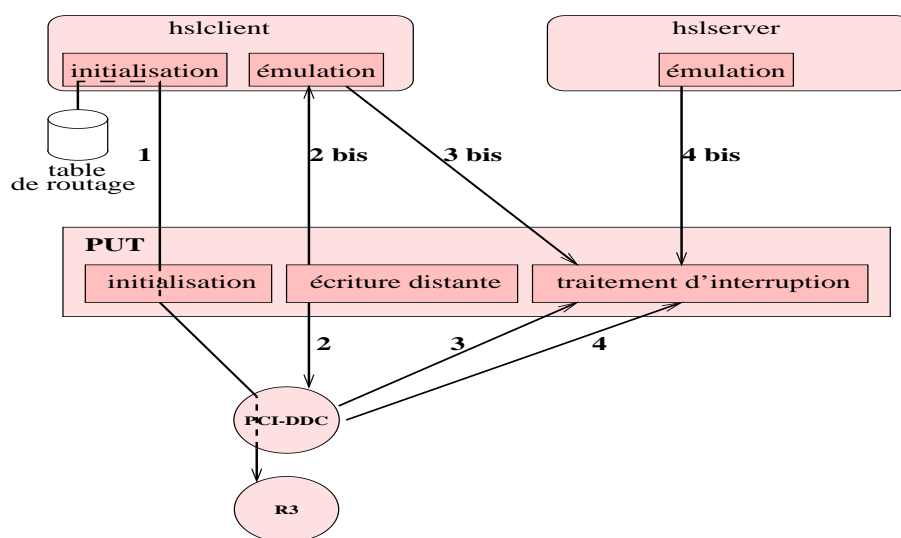 hslclient
hslserver
initialisation
émulation
émulation
table
de routage
1
2 bis
3 bis
4 bis
PUT
initialisation
écriture distante
traitement d'interruption
2
3
4
PCI-DDC
R3